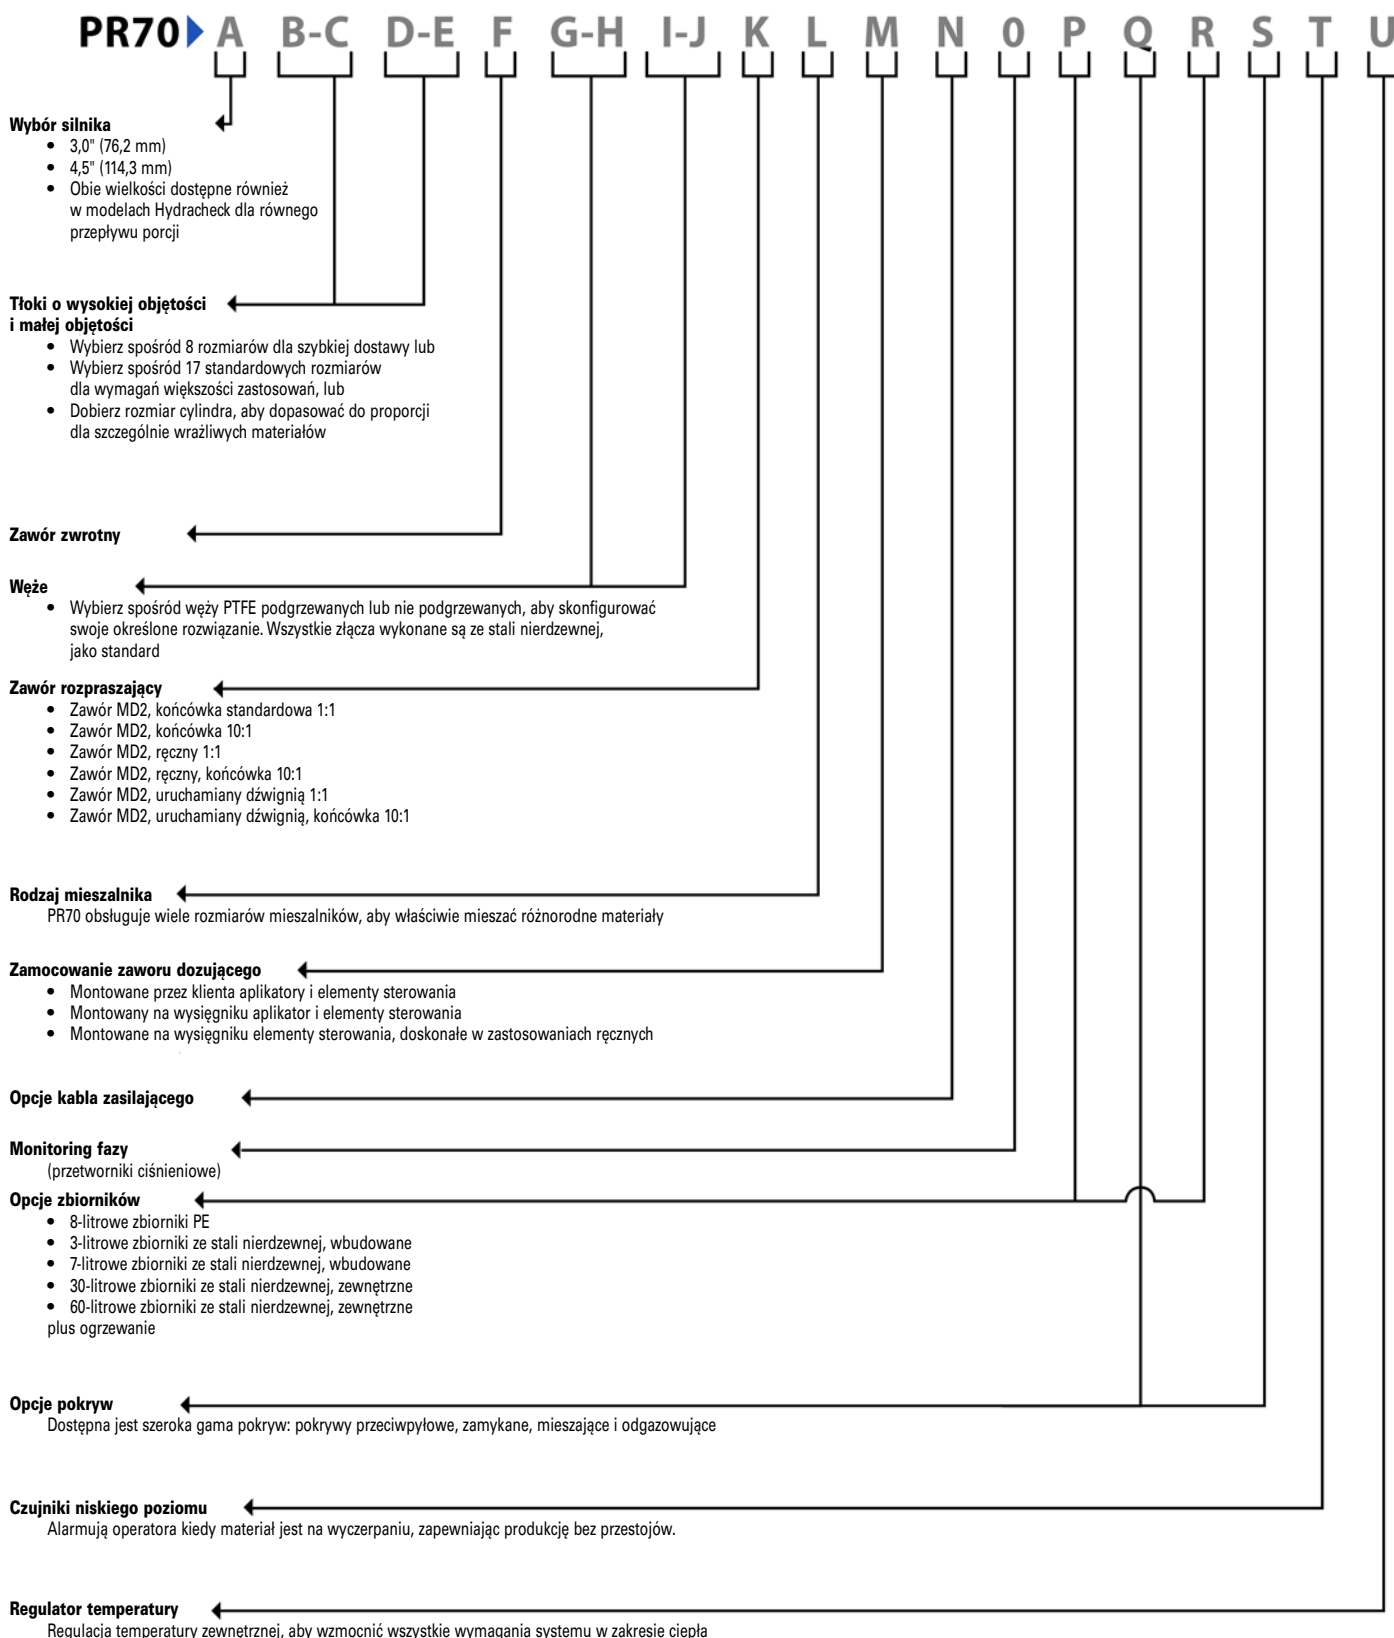 PR70 A B-C D-E F G-H I-J K L M N 0 P Q R S T U
Wybór silnika
• 3,0" (76,2 mm)
• 4,5" (114,3 mm)
• Obie wielkości dostępne również
w modelach Hydracheck dla równego
przepływu porcji
Tłoki o wysokiej objętości
i małej objętości
• Wybierz spośród 8 rozmiarów dla szybkiej dostawy lub
• Wybierz spośród 17 standardowych rozmiarów
dla wymagań większości zastosowań, lub
• Dobierz rozmiar cylindra, aby dopasować do proporcji
dla szczególnie wrażliwych materiałów
Zawór zwrotny
Węże
• Wybierz spośród węży PTFE podgrzewanych lub nie podgrzewanych, aby skonfigurować
swoje określone rozwiązanie. Wszystkie złącza wykonane są ze stali nierdzewnej,
jako standard
Zawór rozpraszający
• Zawór MD2, końcówka standardowa 1:1
• Zawór MD2, końcówka 10:1
• Zawór MD2, ręczny 1:1
• Zawór MD2, ręczny, końcówka 10:1
• Zawór MD2, uruchamiany dźwignią 1:1
• Zawór MD2, uruchamiany dźwignią, końcówka 10:1
Rodzaj mieszalnika
PR70 obsługuje wiele rozmiarów mieszalników, aby właściwie mieszać różnorodne materiały
Zamocowanie zaworu dozującego
• Montowane przez klienta aplikatory i elementy sterowania
• Montowany na wysięgniku aplikator i elementy sterowania
• Montowane na wysięgniku elementy sterowania, doskonałe w zastosowaniach ręcznych
Opcje kabla zasilającego
Monitoring fazy
(przetworniki ciśnieniowe)
Opcje zbiorników
• 8-litrowe zbiorniki PE
• 3-litrowe zbiorniki ze stali nierdzewnej, wbudowane
• 7-litrowe zbiorniki ze stali nierdzewnej, wbudowane
• 30-litrowe zbiorniki ze stali nierdzewnej, zewnętrzne
• 60-litrowe zbiorniki ze stali nierdzewnej, zewnętrzne
plus ogrzewanie
Opcje pokryw
Dostępna jest szeroka gama pokryw: pokrywy przeciwpyłowe, zamykane, mieszające i odgazowujące
Czujniki niskiego poziomu
Alarmują operatora kiedy materiał jest na wyczerpaniu, zapewniając produkcję bez przestojów.
Regulator temperatury
Regulacja temperatury zewnętrznej, aby wzmocnić wszystkie wymagania systemu w zakresie ciepła